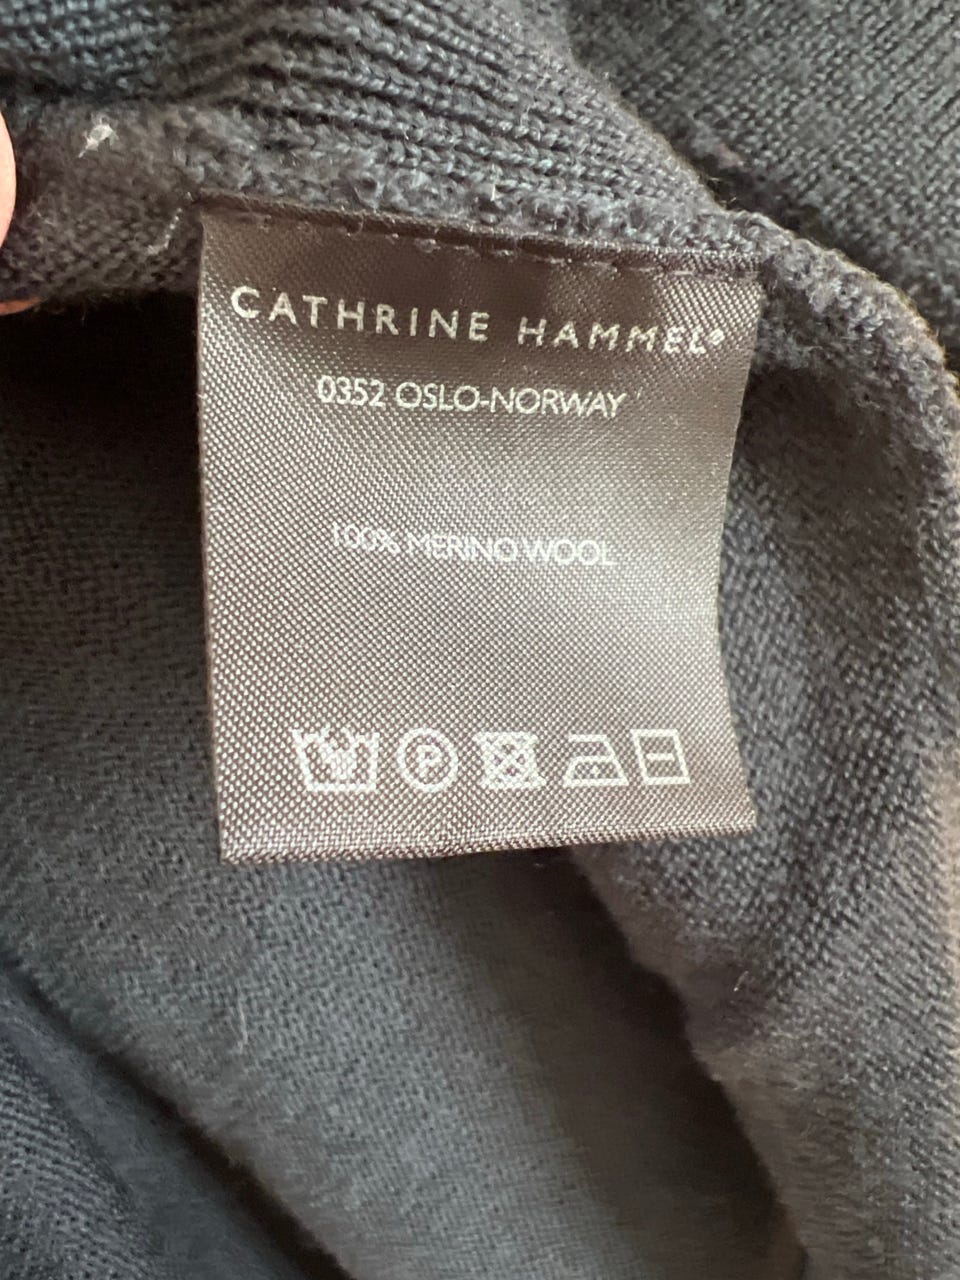 CATHRINE HAMMEL®
0352 OSLO-NORWAY
100% MERINO WOOL
P